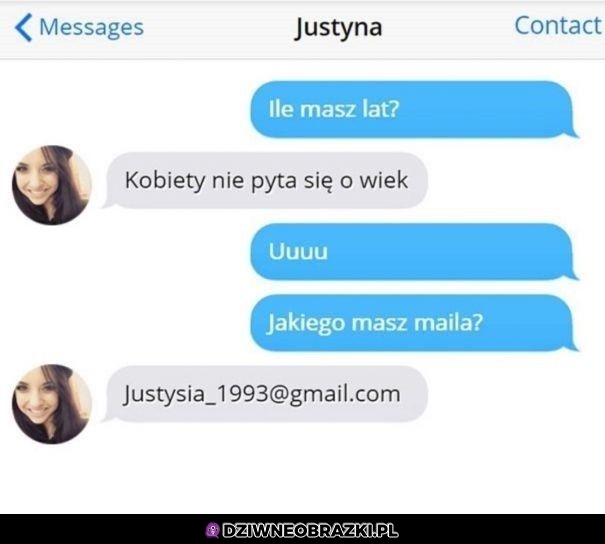 Messages
Justyna
Contact
Ile masz lat?
Kobiety nie pyta się o wiek
Uuuu
Jakiego masz maila?
Justysia_1993@gmail.com
DZIWNEOBRAZKI.PL